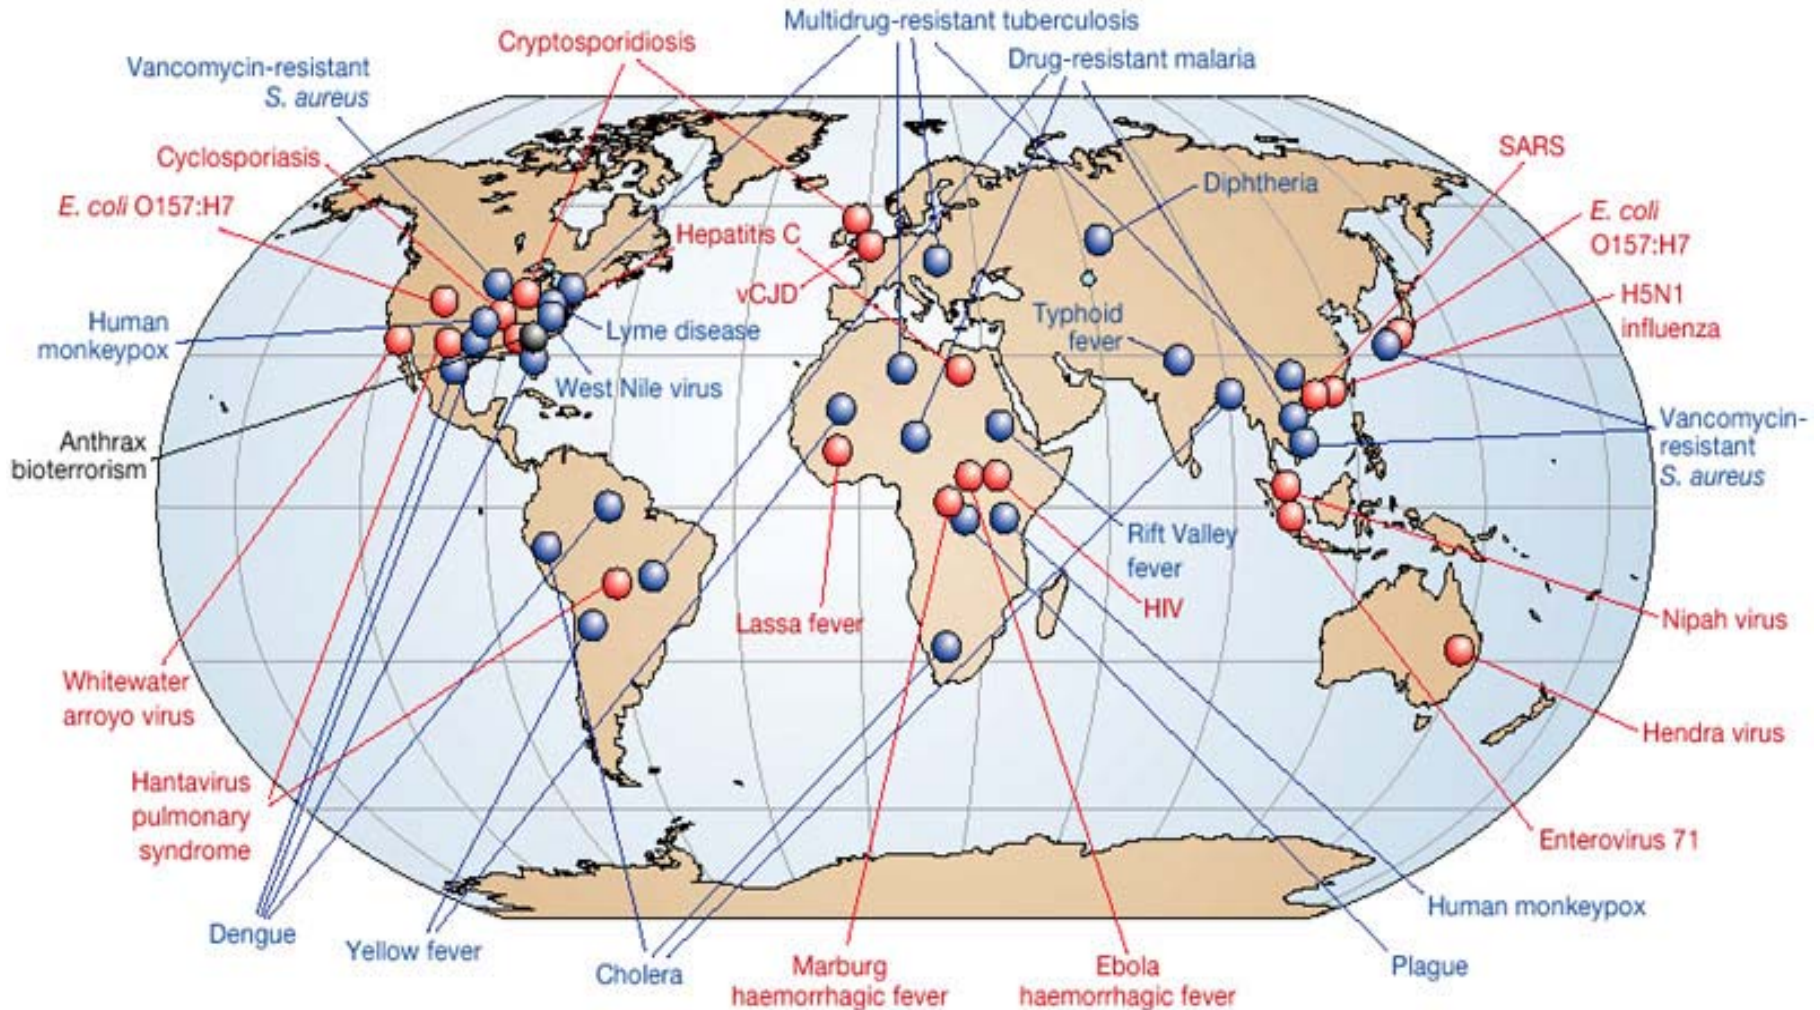 Multidrug-resistant tuberculosis
Cryptosporidiosis
Drug-resistant malaria
Vancomycin-resistant
S. aureus
SARS
Cyclosporiasis
Diphtheria
E. coli O157:H7
E. coli
O157:H7
Hepatitis C
vCJD
H5N1
influenza
Human
monkeypox
Lyme disease
Typhoid
fever
West Nile virus
Anthrax
bioterrorism
Vancomycin-
resistant
S. aureus
Rift Valley
fever
HIV
Lassa fever
Nipah virus
Whitewater
arroyo virus
Hendra virus
Hantavirus
pulmonary
syndrome
Enterovirus 71
Human monkeypox
Dengue
Yellow fever
Cholera
Marburg
haemorrhagic fever
Ebola
haemorrhagic fever
Plague